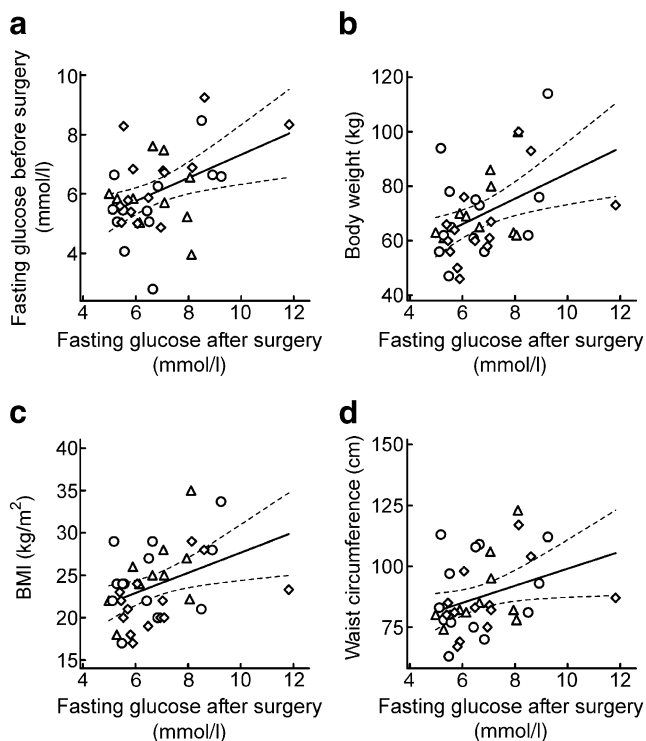 a
Fasting glucose before surgery
(mmol/l)
10
8
6
4
4 6 8 10 12
Fasting glucose after surgery
(mmol/l)
b
Body weight (kg)
120
100
80
60
40
4 6 8 10 12
Fasting glucose after surgery
(mmol/l)
c
BMI (kg/m²)
40
35
30
25
20
15
4 6 8 10 12
Fasting glucose after surgery
(mmol/l)
d
Waist circumference (cm)
150
125
100
75
4 6 8 10 12
Fasting glucose after surgery
(mmol/l)